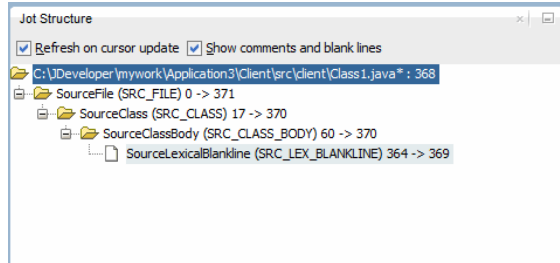 Jot Structure
Refresh on cursor update Show comments and blank lines
C:\JDeveloper\mywork\Application3\Client\src\client\Class1.java* : 368
SourceFile (SRC_FILE) 0 -> 371
SourceClass (SRC_CLASS) 17 -> 370
SourceClassBody (SRC_CLASS_BODY) 60 -> 370
SourceLexicalBlankline (SRC_LEX_BLANKLINE) 364 -> 369